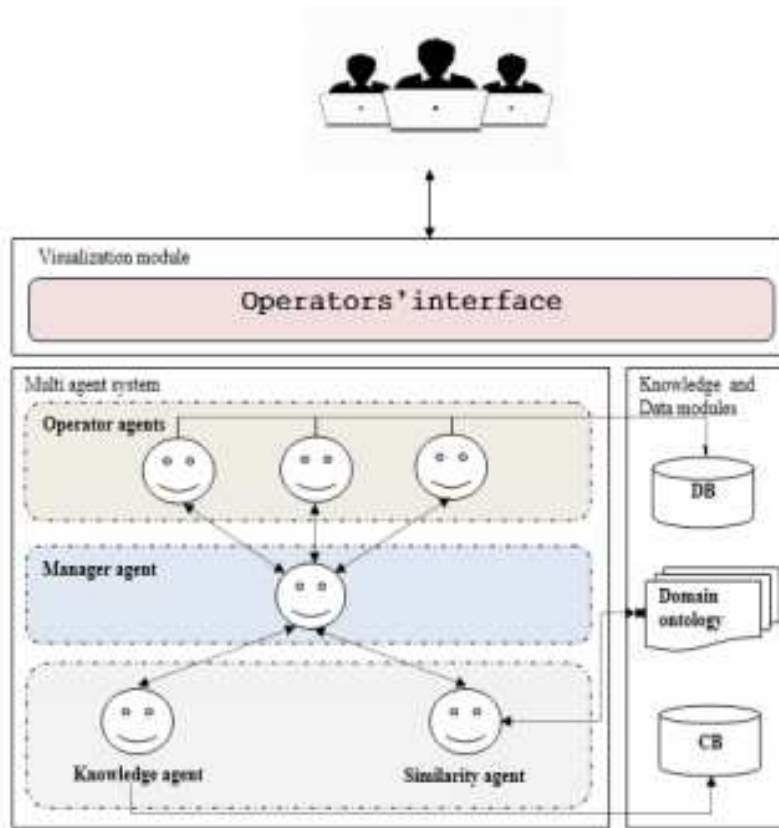 Visualization module
Operators'interface
Multi agent system
Knowledge and
Data modules
Operator agents
DB
Manager agent
Domain
ontology
CB
Knowledge agent
Similarity agent